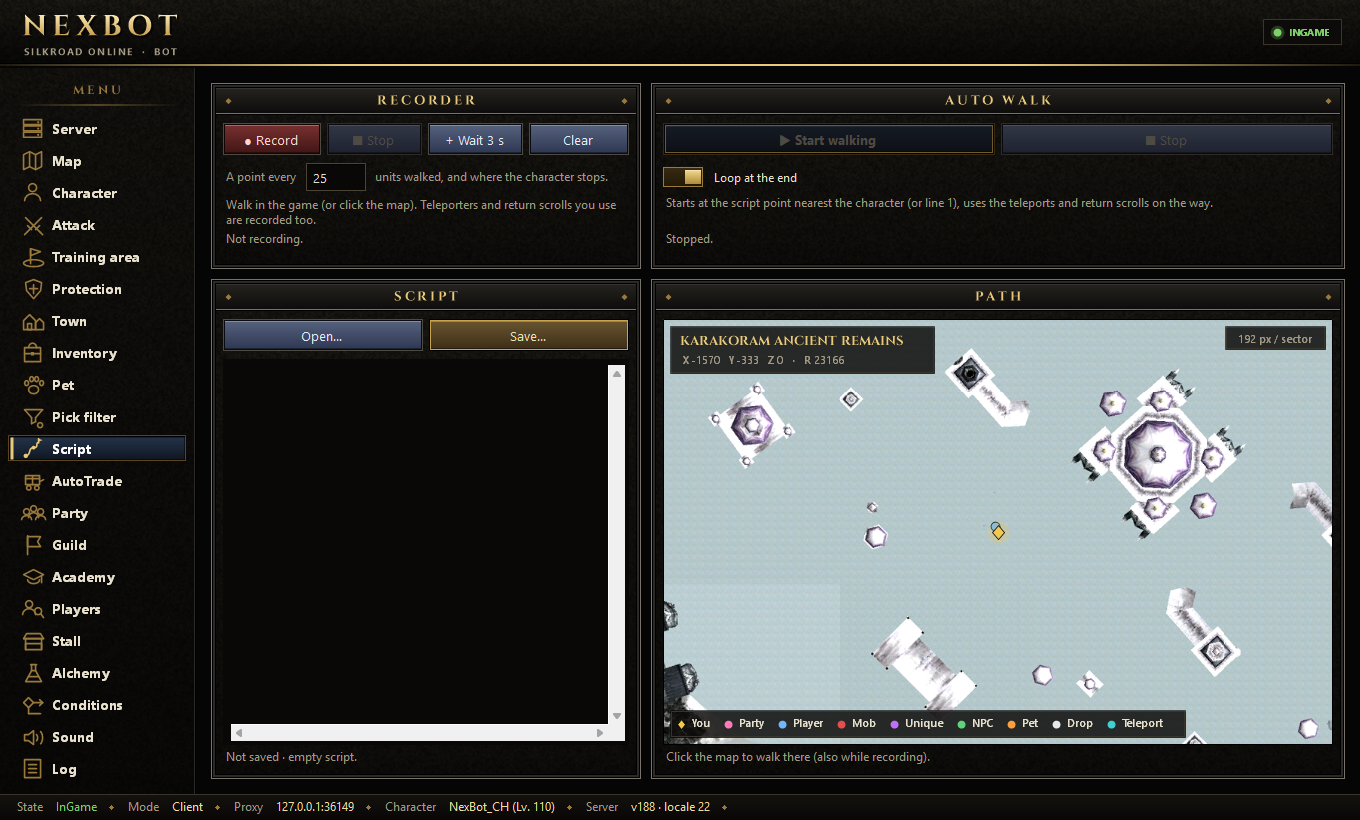 NEXBOT
SILKROAD ONLINE · BOT
INGAME
MENU
Server
Map
Character
Attack
Training area
Protection
Town
Inventory
Pet
Pick filter
Script
AutoTrade
Party
Guild
Academy
Players
Stall
Alchemy
Conditions
Sound
Log
RECORDER
● Record
■ Stop
+ Wait 3 s
Clear
A point every 25 units walked, and where the character stops.
Walk in the game (or click the map). Teleporters and return scrolls you use
are recorded too.
Not recording.
AUTO WALK
▶ Start walking
■ Stop
Loop at the end
Starts at the script point nearest the character (or line 1), uses the teleports and return scrolls on the way.
Stopped.
SCRIPT
Open...
Save...
Not saved · empty script.
PATH
KARAKORAM ANCIENT REMAINS
X -1570 Y -333 Z 0 · R 23166
192 px / sector
You Party Player Mob Unique NPC Pet Drop Teleport
Click the map to walk there (also while recording).
State InGame Mode Client Proxy 127.0.0.1:36149 Character NexBot_CH (Lv. 110) Server v188 · locale 22